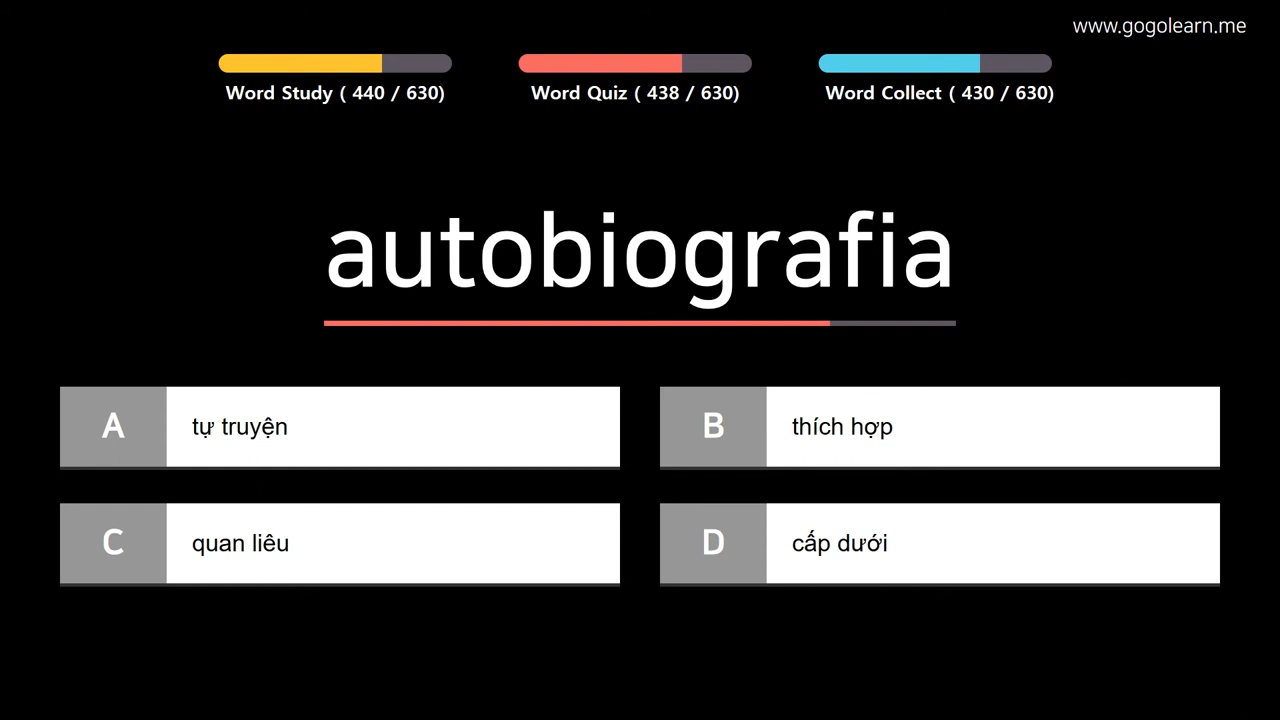 www.gogolearn.me
Word Study ( 440 / 630)
Word Quiz ( 438 / 630)
Word Collect ( 430 / 630)
autobiografia
A
tự truyện
B
thích hợp
C
quan liêu
D
cấp dưới